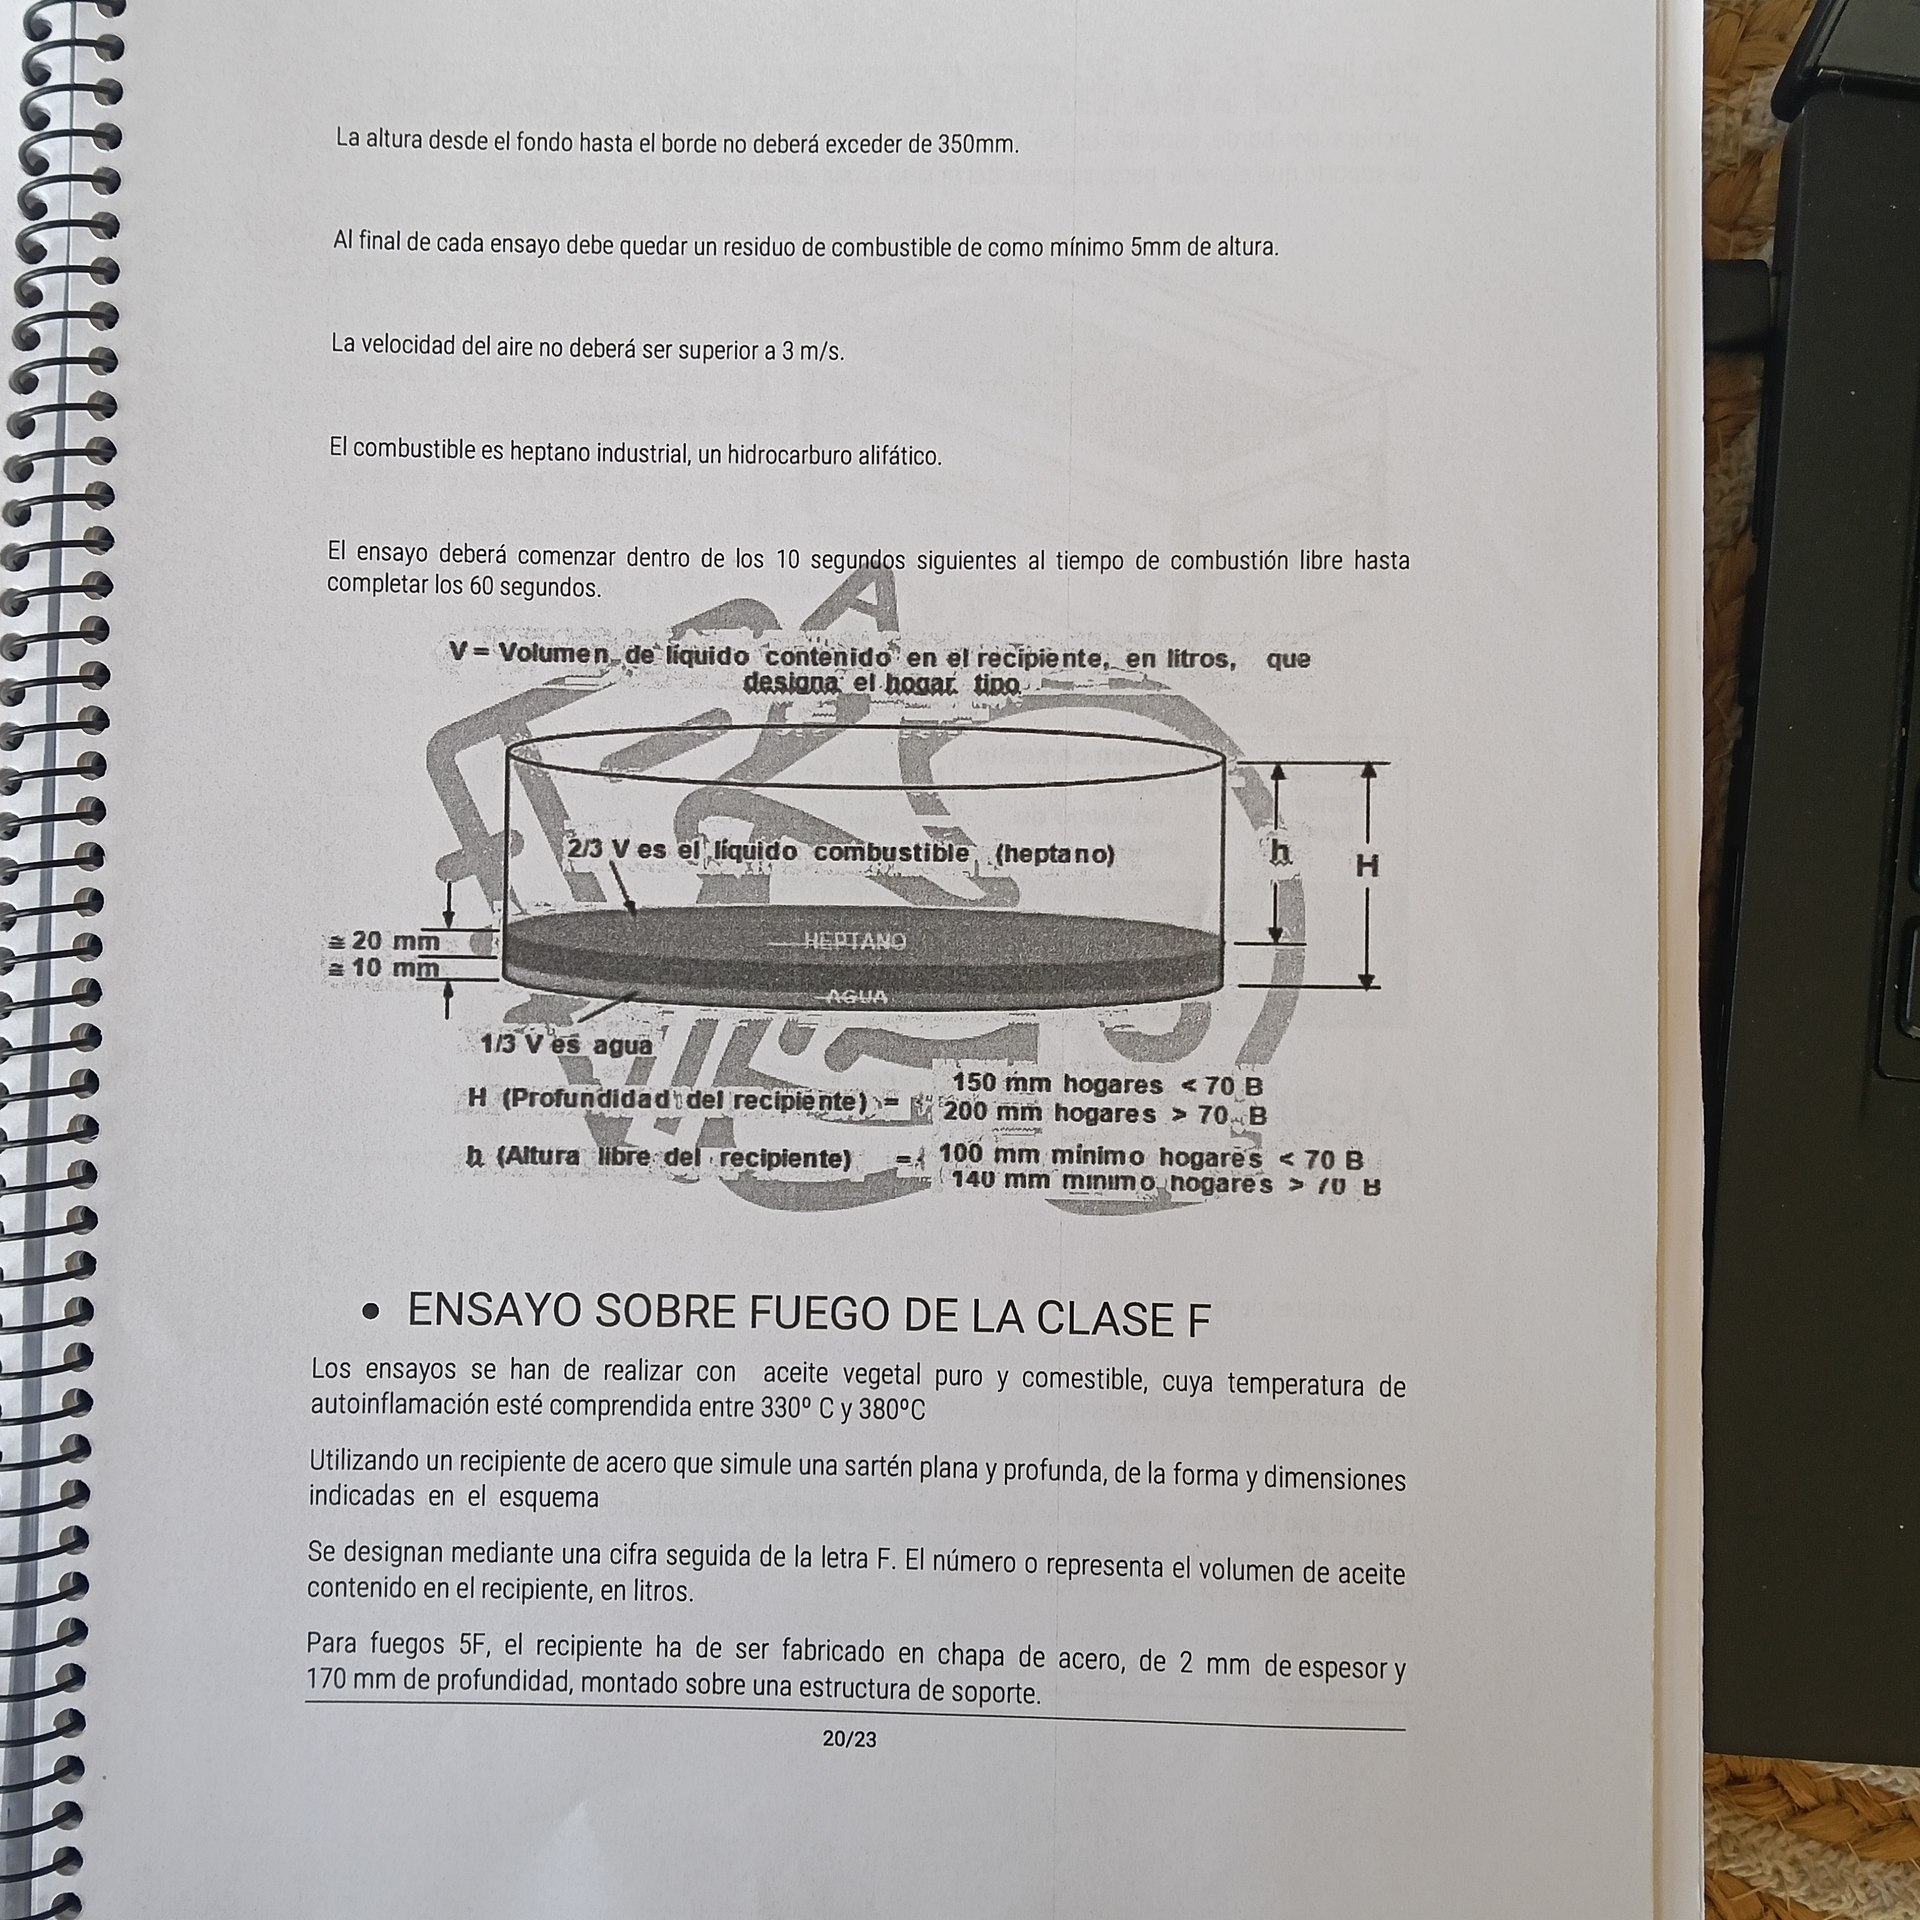 La altura desde el fondo hasta el borde no deberá exceder de 350mm.
Al final de cada ensayo debe quedar un residuo de combustible de como mínimo 5mm de altura.
La velocidad del aire no deberá ser superior a 3 m/s.
El combustible es heptano industrial, un hidrocarburo alifático.
El ensayo deberá comenzar dentro de los 10 segundos siguientes al tiempo de combustión libre hasta
completar los 60 segundos.
V = Volumen de líquido contenido en el recipiente, en litros, que
designa el hogar tipo
2/3 V es el líquido combustible (heptano)
h
H
≅ 20 mm
HEPTANO
≅ 10 mm
AGUA
1/3 V es agua
H (Profundidad del recipiente) = 150 mm hogares < 70 B
200 mm hogares > 70 B
h (Altura libre del recipiente) = 100 mm mínimo hogares < 70 B
140 mm mínimo hogares > 70 B
• ENSAYO SOBRE FUEGO DE LA CLASE F
Los ensayos se han de realizar con aceite vegetal puro y comestible, cuya temperatura de
autoinflamación esté comprendida entre 330º C y 380ºC
Utilizando un recipiente de acero que simule una sartén plana y profunda, de la forma y dimensiones
indicadas en el esquema
Se designan mediante una cifra seguida de la letra F. El número o representa el volumen de aceite
contenido en el recipiente, en litros.
Para fuegos 5F, el recipiente ha de ser fabricado en chapa de acero, de 2 mm de espesor y
170 mm de profundidad, montado sobre una estructura de soporte.
20/23